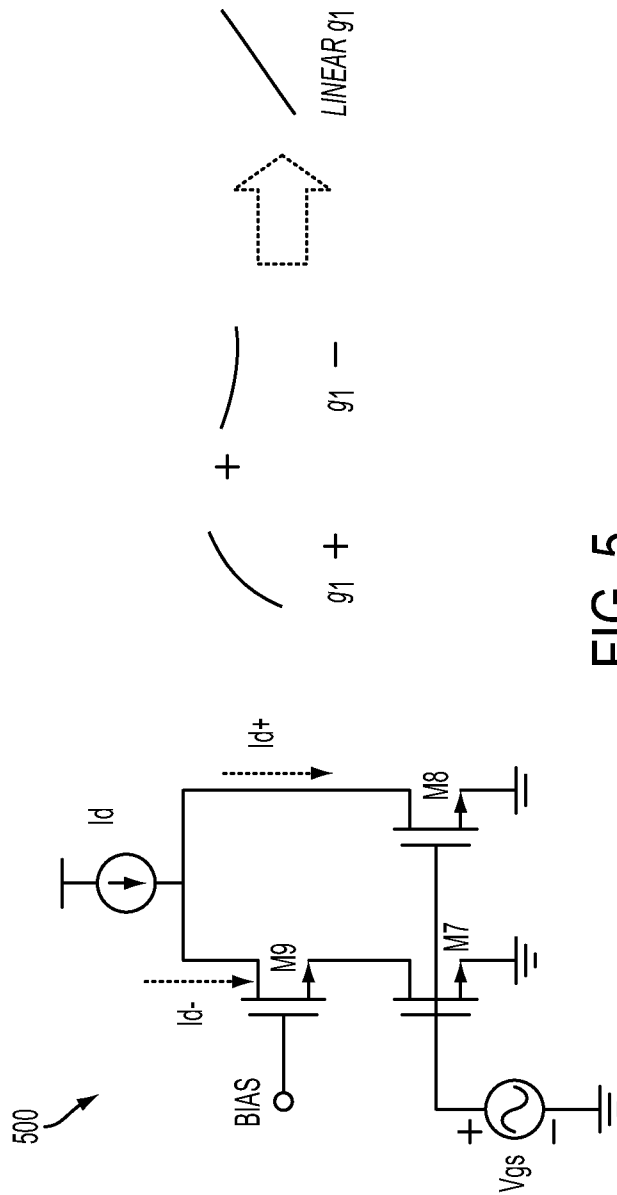 500
Id
Id-
Id+
BIAS
M9
M8
M7
+
-
Vgs
+
g1 +
g1 -
LINEAR g1
FIG. 5